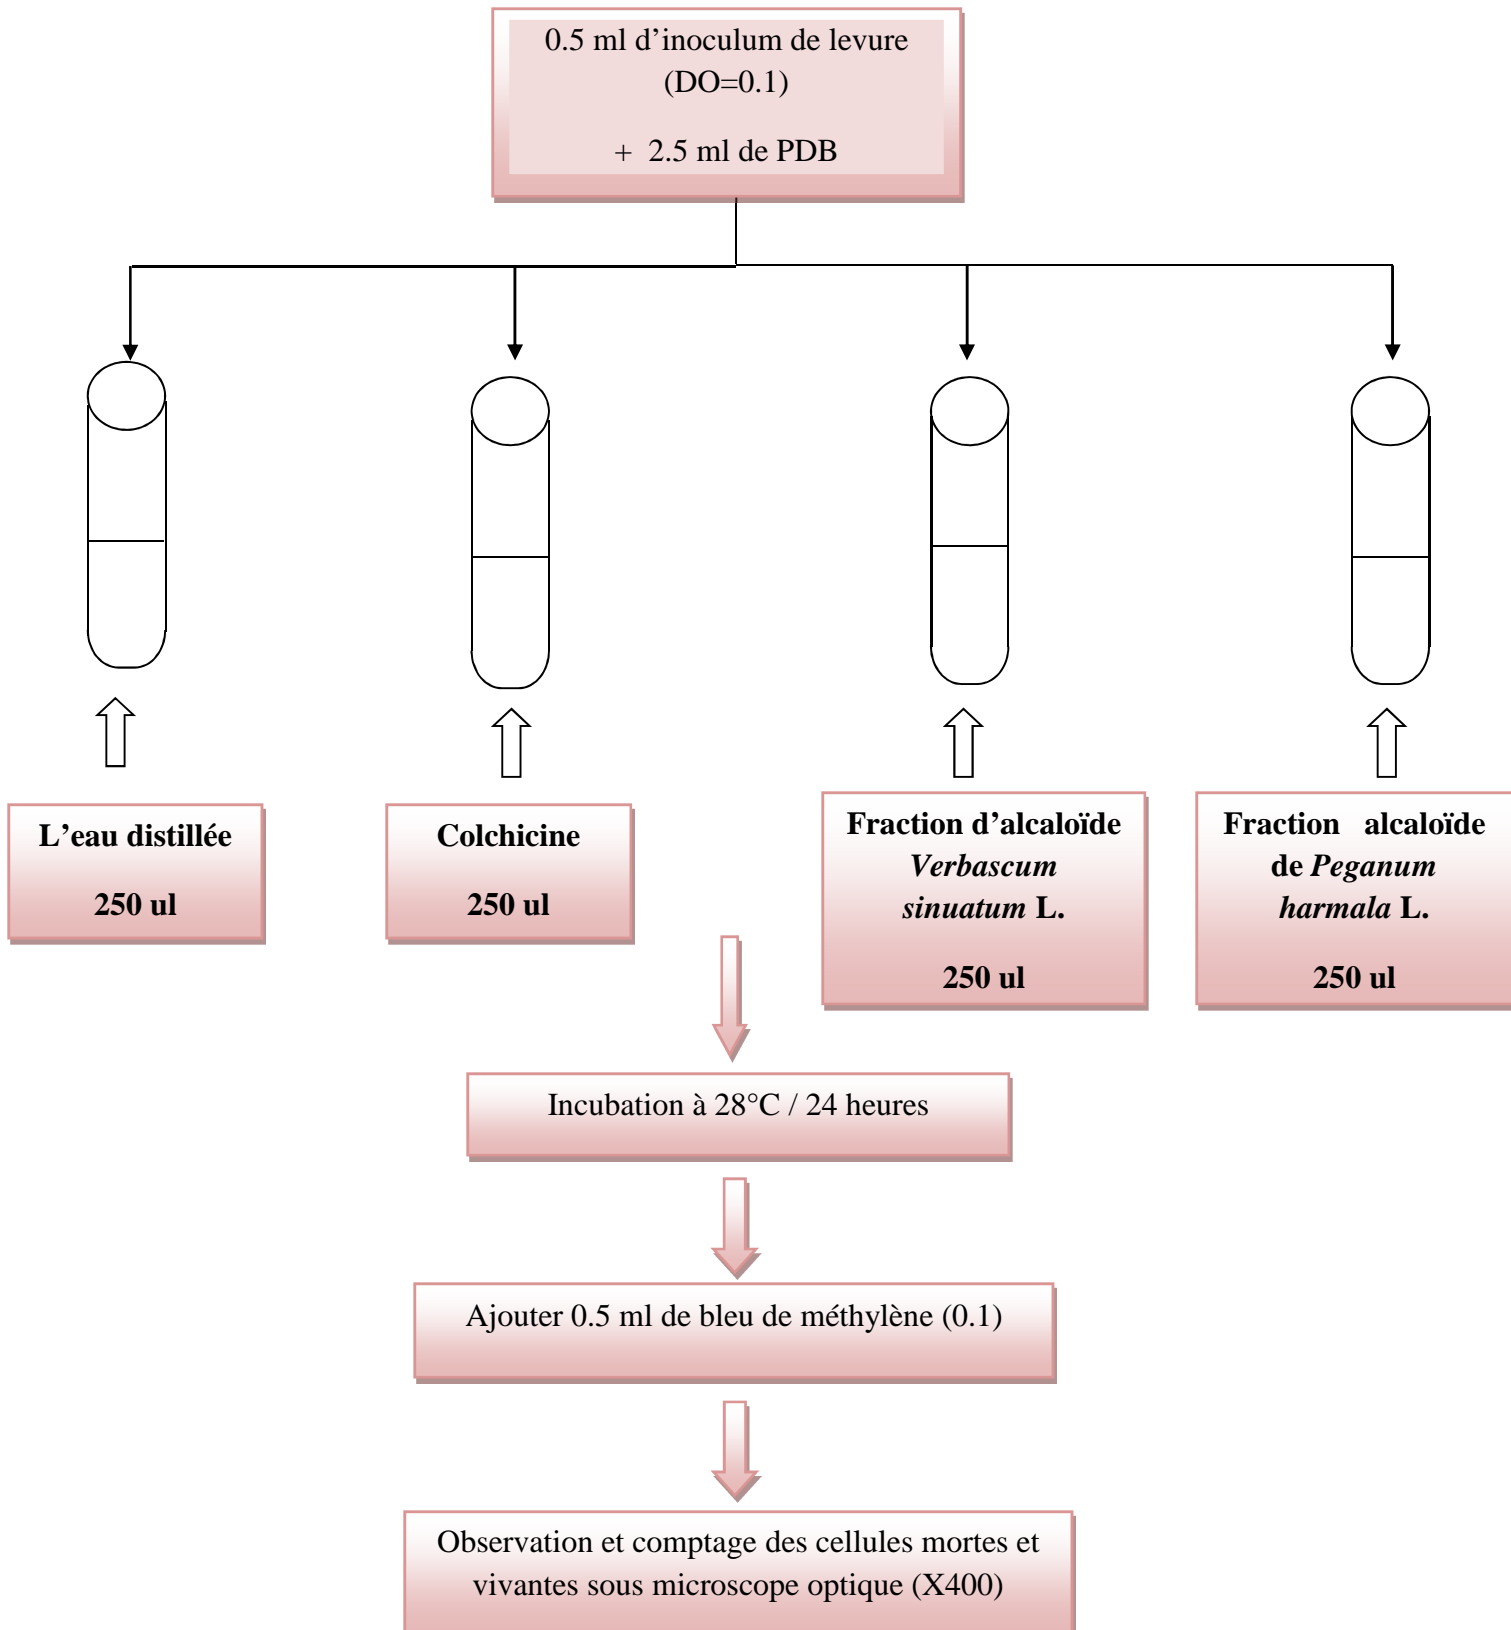 0.5 ml d’inoculum de levure
(DO=0.1)
+ 2.5 ml de PDB
L’eau distillée
250 ul
Colchicine
250 ul
Fraction d’alcaloïde
Verbascum
sinuatum L.
250 ul
Fraction alcaloïde
de Peganum
harmala L.
250 ul
Incubation à 28°C / 24 heures
Ajouter 0.5 ml de bleu de méthylène (0.1)
Observation et comptage des cellules mortes et
vivantes sous microscope optique (X400)